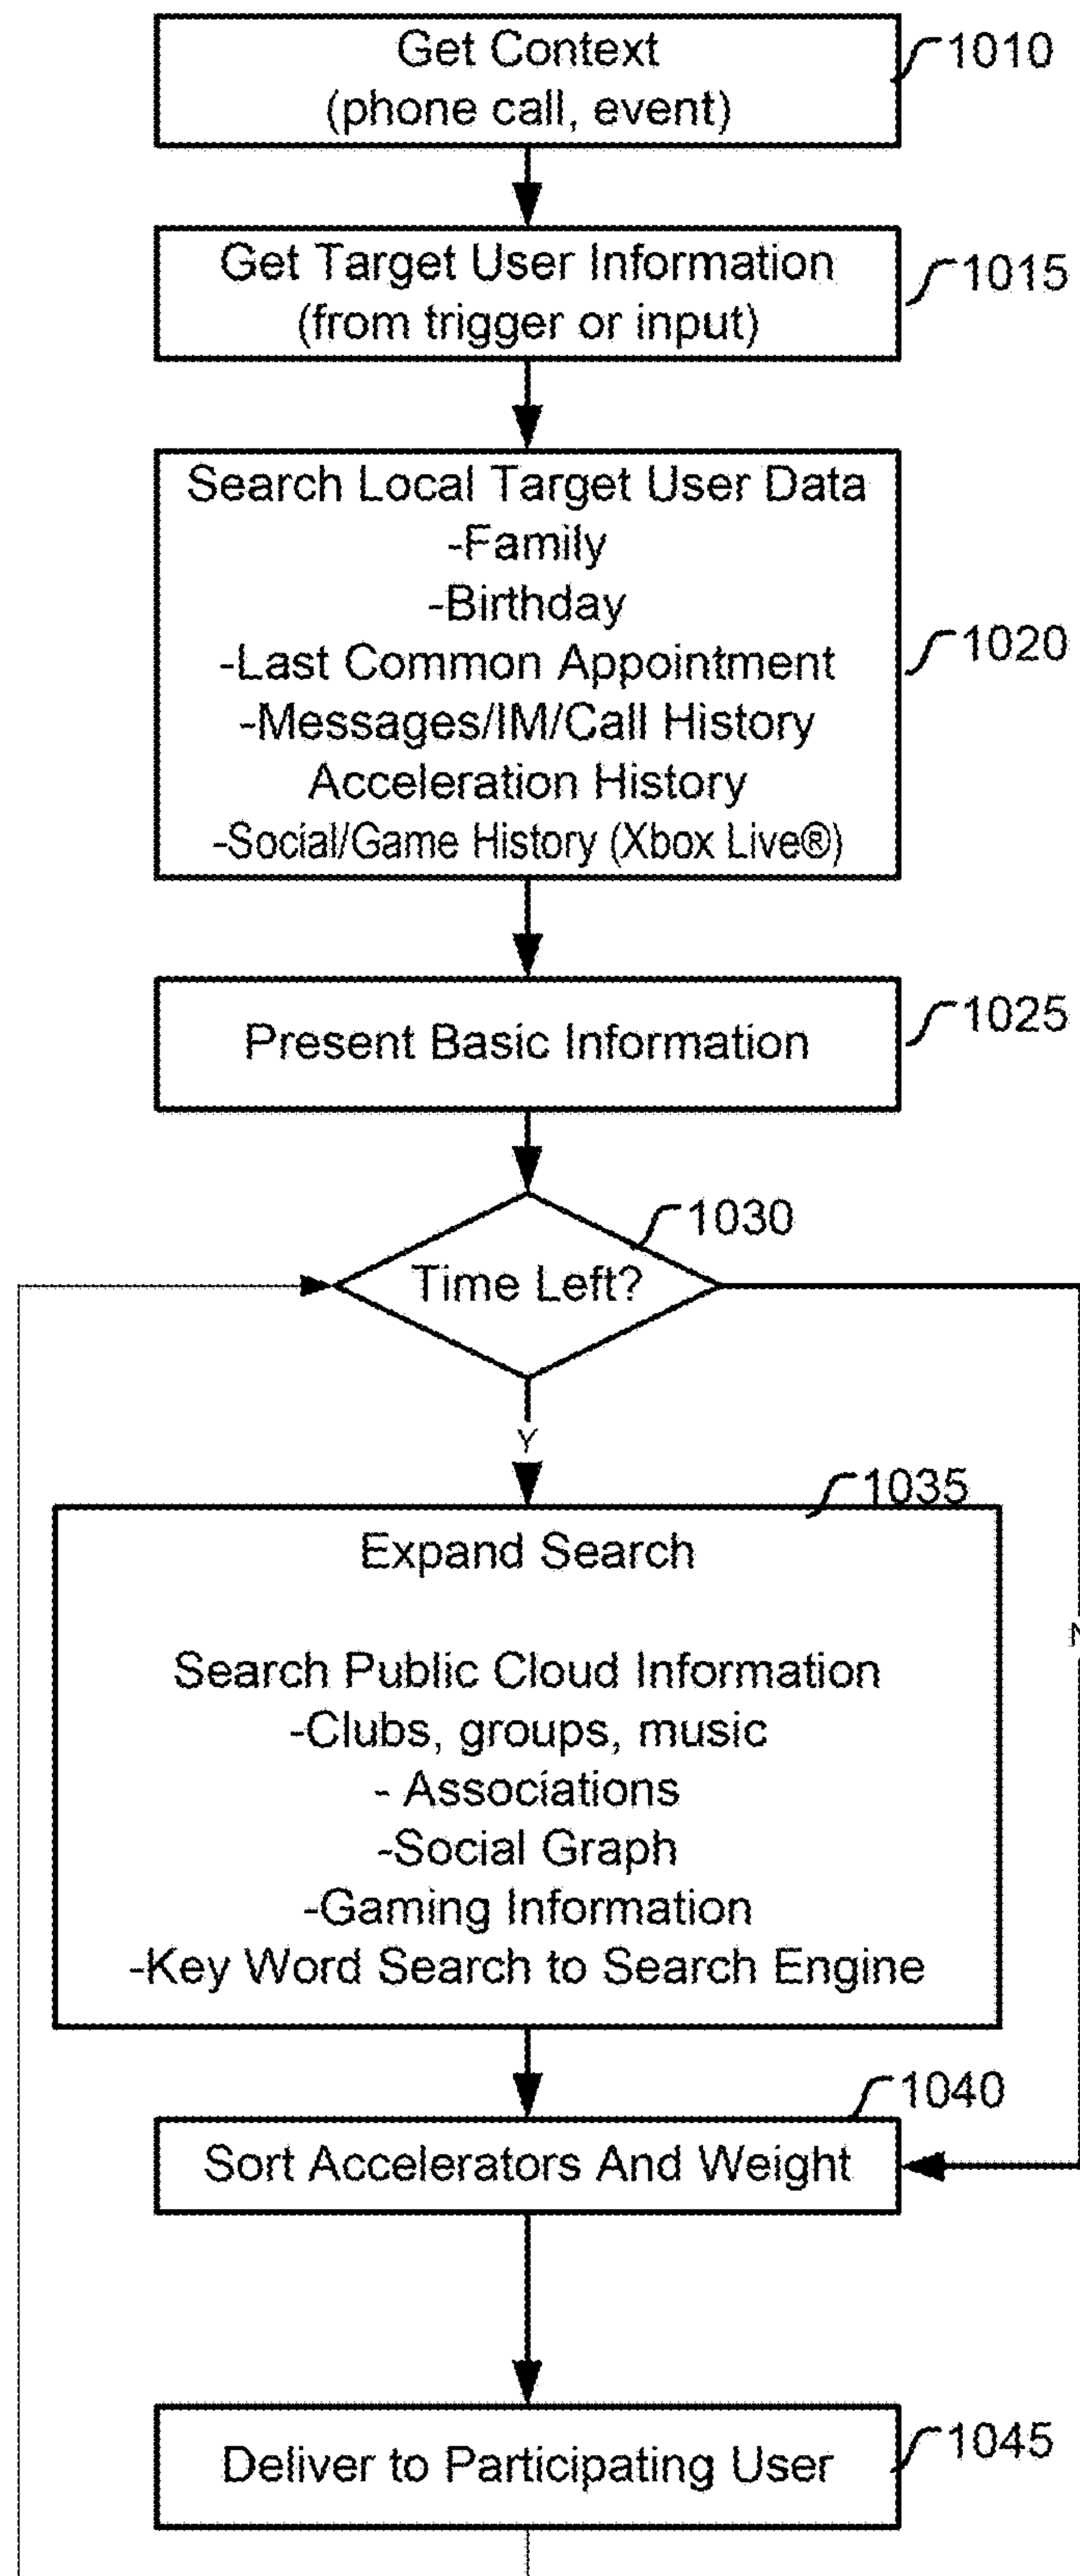 Get Context
(phone call, event)
1010
Get Target User Information
(from trigger or input)
1015
Search Local Target User Data
-Family
-Birthday
-Last Common Appointment
-Messages/IM/Call History
Acceleration History
-Social/Game History (Xbox Live®)
1020
Present Basic Information
1025
1030
Time Left?
Y
1035
Expand Search
Search Public Cloud Information
-Clubs, groups, music
- Associations
-Social Graph
-Gaming Information
-Key Word Search to Search Engine
1040
Sort Accelerators And Weight
Deliver to Participating User
1045